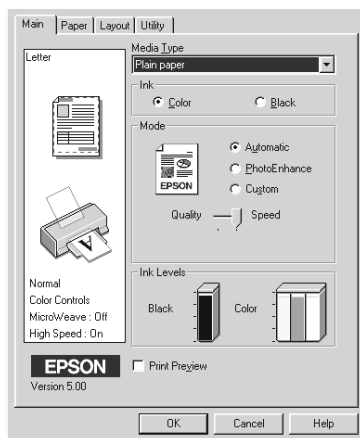 Main Paper Layout Utility
Letter
Media Type
Plain paper
Ink
Color Black
Mode
EPSON
Automatic
PhotoEnhance
Custom
Quality Speed
A
Normal
Color Controls
MicroWeave : Off
High Speed : On
Ink Levels
Black Color
EPSON
Version 5.00
Print Preview
OK Cancel Help